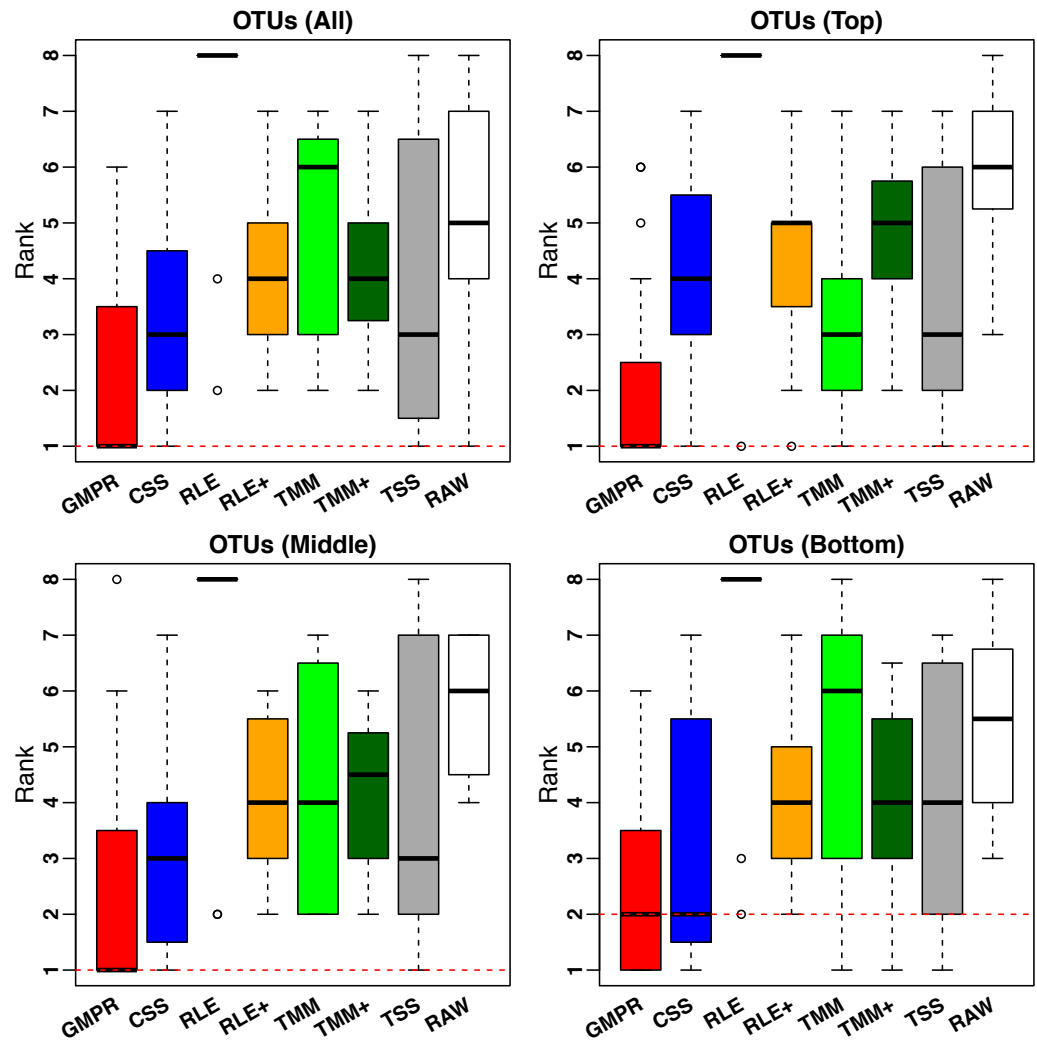 OTUs (All)
Rank
8
7
6
5
4
3
2
1
GMPR CSS RLE RLE+ TMM TMM+ TSS RAW
OTUs (Top)
Rank
8
7
6
5
4
3
2
1
GMPR CSS RLE RLE+ TMM TMM+ TSS RAW
OTUs (Middle)
Rank
8
7
6
5
4
3
2
1
GMPR CSS RLE RLE+ TMM TMM+ TSS RAW
OTUs (Bottom)
Rank
8
7
6
5
4
3
2
1
GMPR CSS RLE RLE+ TMM TMM+ TSS RAW